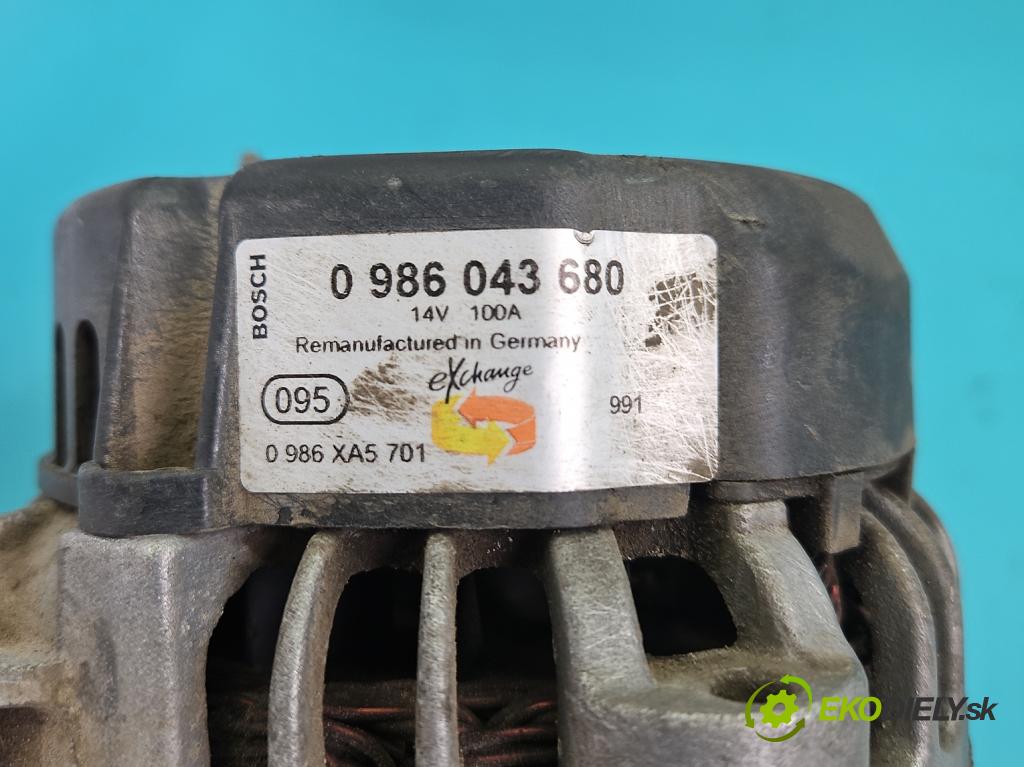 BOSCH
0 986 043 680
14V 100A
Remanufactured in Germany
eXchange
095
991
0 986 XA5 701
EKODIELY.sk